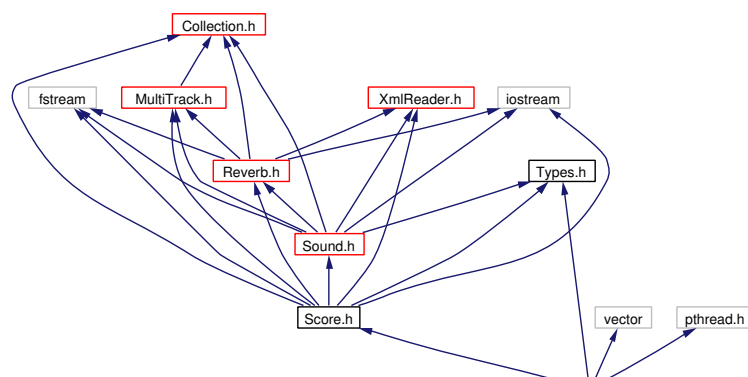 Collection.h
fstream
MultiTrack.h
XmlReader.h
iostream
Reverb.h
Types.h
Sound.h
Score.h
vector
pthread.h